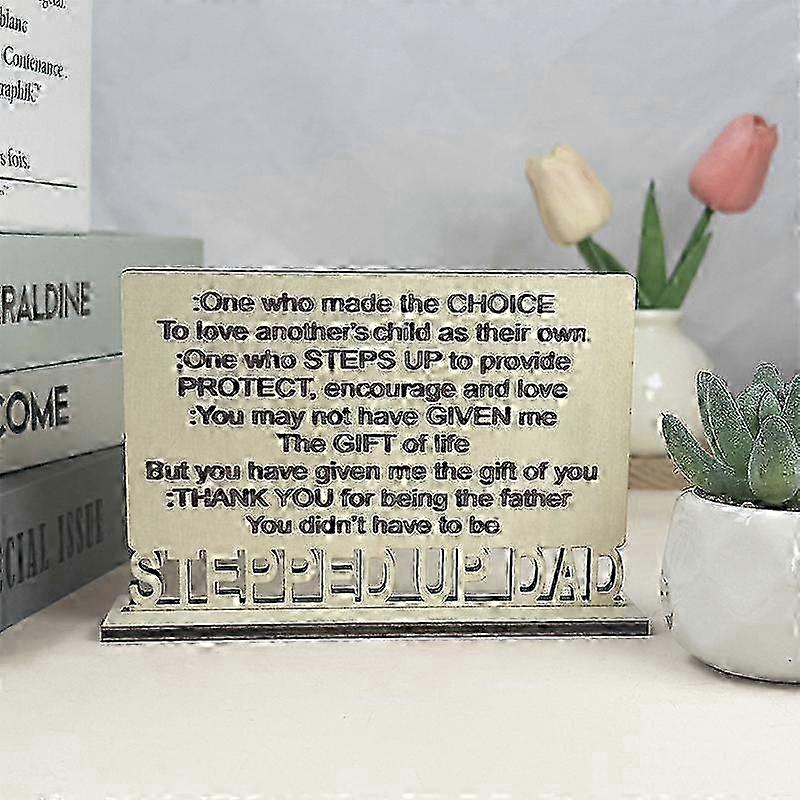 blanc
Contenance.
raphik"
s fois.
ERALDINE
COME
CIAL ISSUE
:One who made the CHOICE
To love another's child as their own.
:One who STEPS UP to provide
PROTECT, encourage and love
:You may not have GIVEN me
The GIFT of life
But you have given me the gift of you
:THANK YOU for being the father
You didn't have to be
STEPPED UP DAD